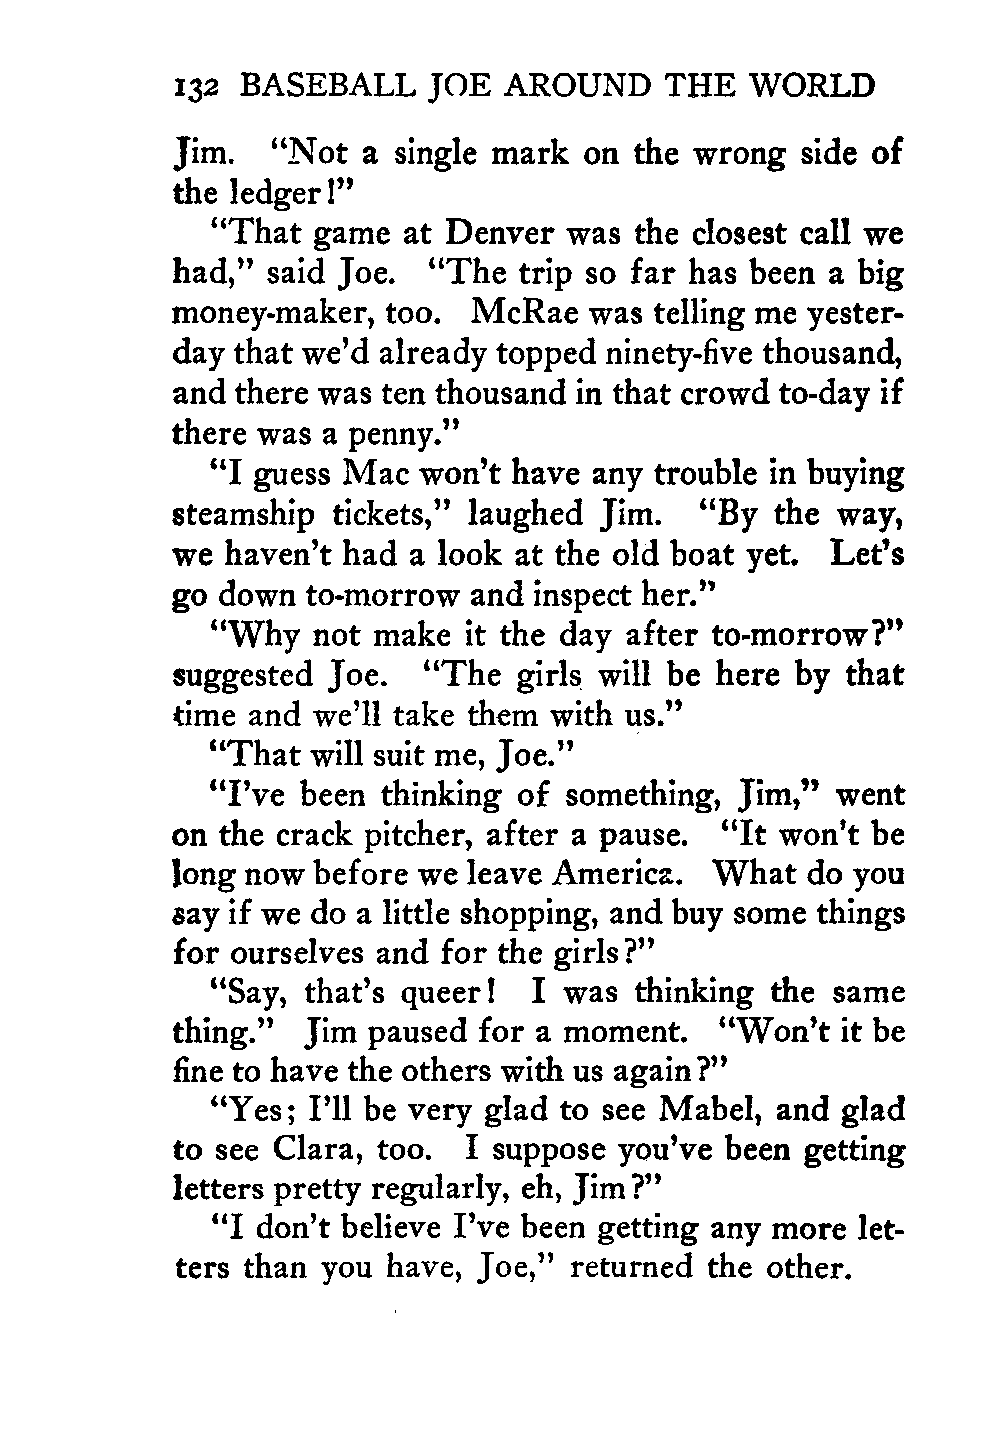 132 BASEBALL JOE AROUND THE WORLD
Jim. "Not a single mark on the wrong side of
the ledger!"
"That game at Denver was the closest call we
had," said Joe. "The trip so far has been a big
money-maker, too. McRae was telling me yester-
day that we'd already topped ninety-five thousand,
and there was ten thousand in that crowd to-day if
there was a penny."
"I guess Mac won't have any trouble in buying
steamship tickets," laughed Jim. "By the way,
we haven't had a look at the old boat yet. Let's
go down to-morrow and inspect her."
"Why not make it the day after to-morrow?"
suggested Joe. "The girls will be here by that
time and we'll take them with us."
"That will suit me, Joe."
"I've been thinking of something, Jim," went
on the crack pitcher, after a pause. "It won't be
long now before we leave America. What do you
say if we do a little shopping, and buy some things
for ourselves and for the girls?"
"Say, that's queer! I was thinking the same
thing." Jim paused for a moment. "Won't it be
fine to have the others with us again?"
"Yes; I'll be very glad to see Mabel, and glad
to see Clara, too. I suppose you've been getting
letters pretty regularly, eh, Jim?"
"I don't believe I've been getting any more let-
ters than you have, Joe," returned the other.